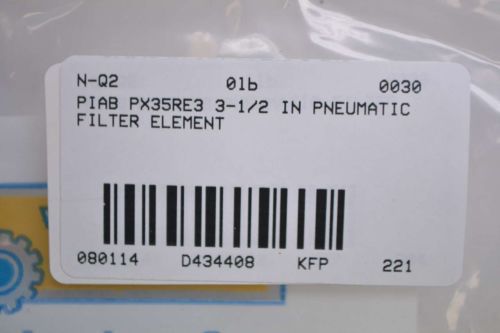 N-Q2 01b 0030
PIAB PX35RE3 3-1/2 IN PNEUMATIC
FILTER ELEMENT
080114 D434408 KFP 221